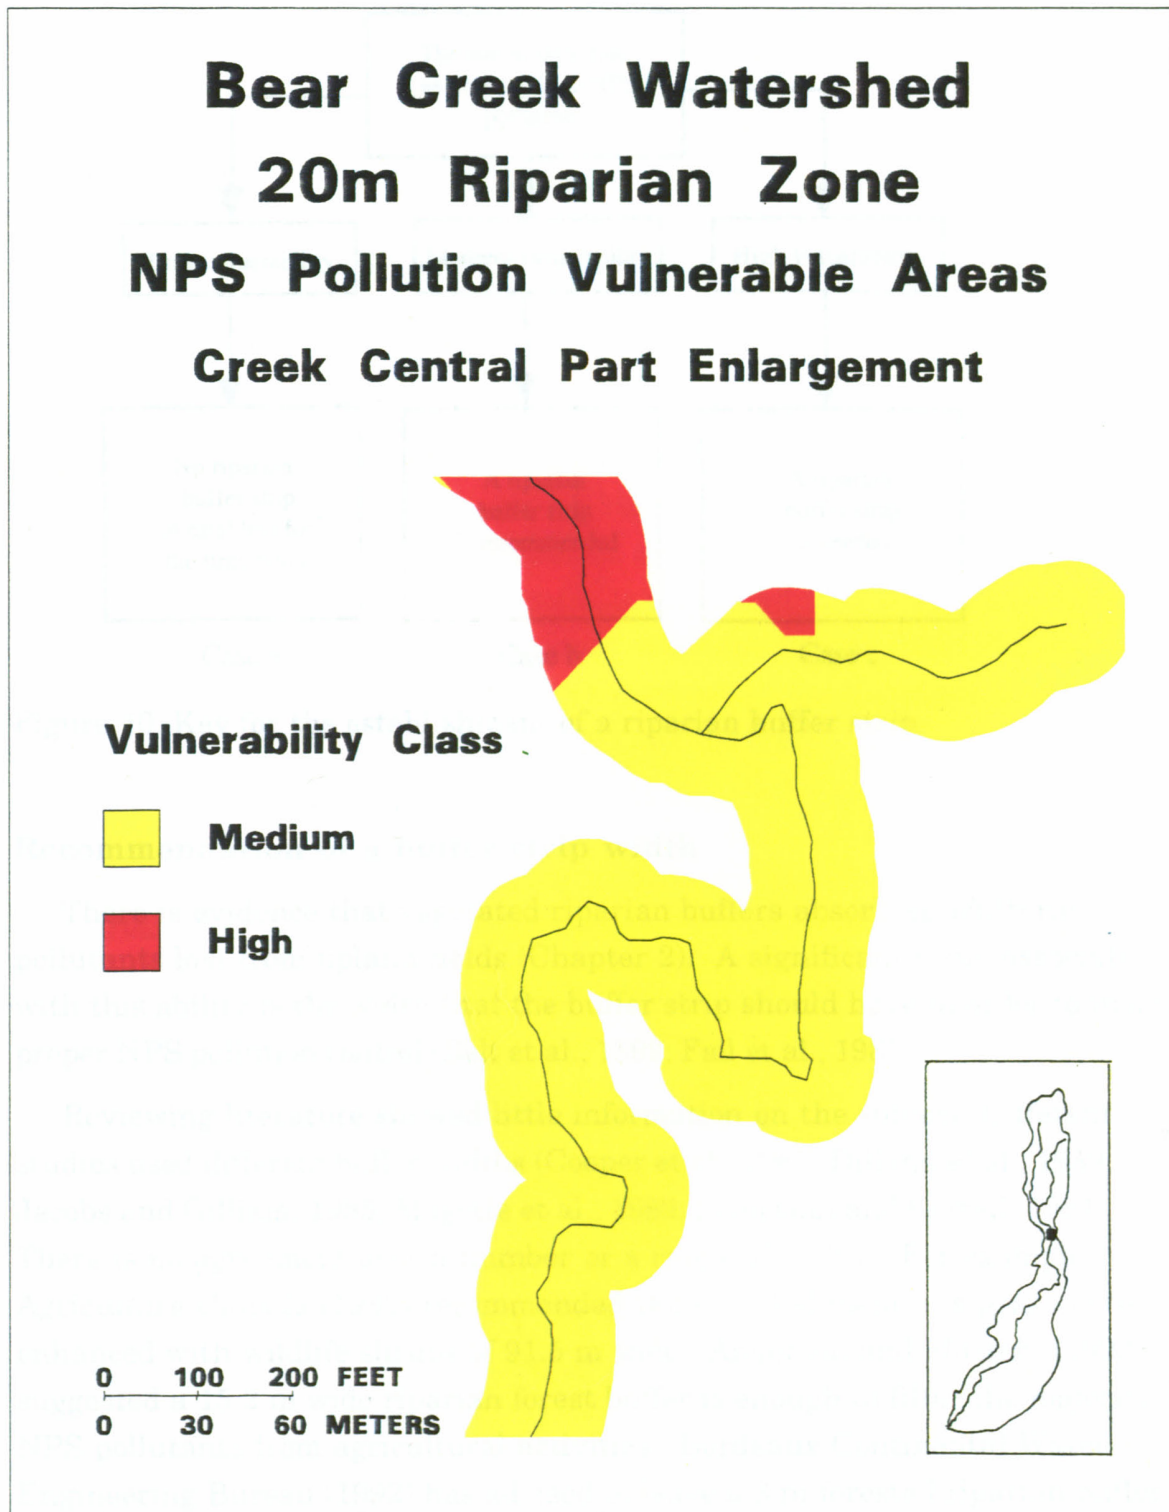 Bear Creek Watershed
20m Riparian Zone
NPS Pollution Vulnerable Areas
Creek Central Part Enlargement
Vulnerability Class
Medium
High
0 100 200 FEET
0 30 60 METERS